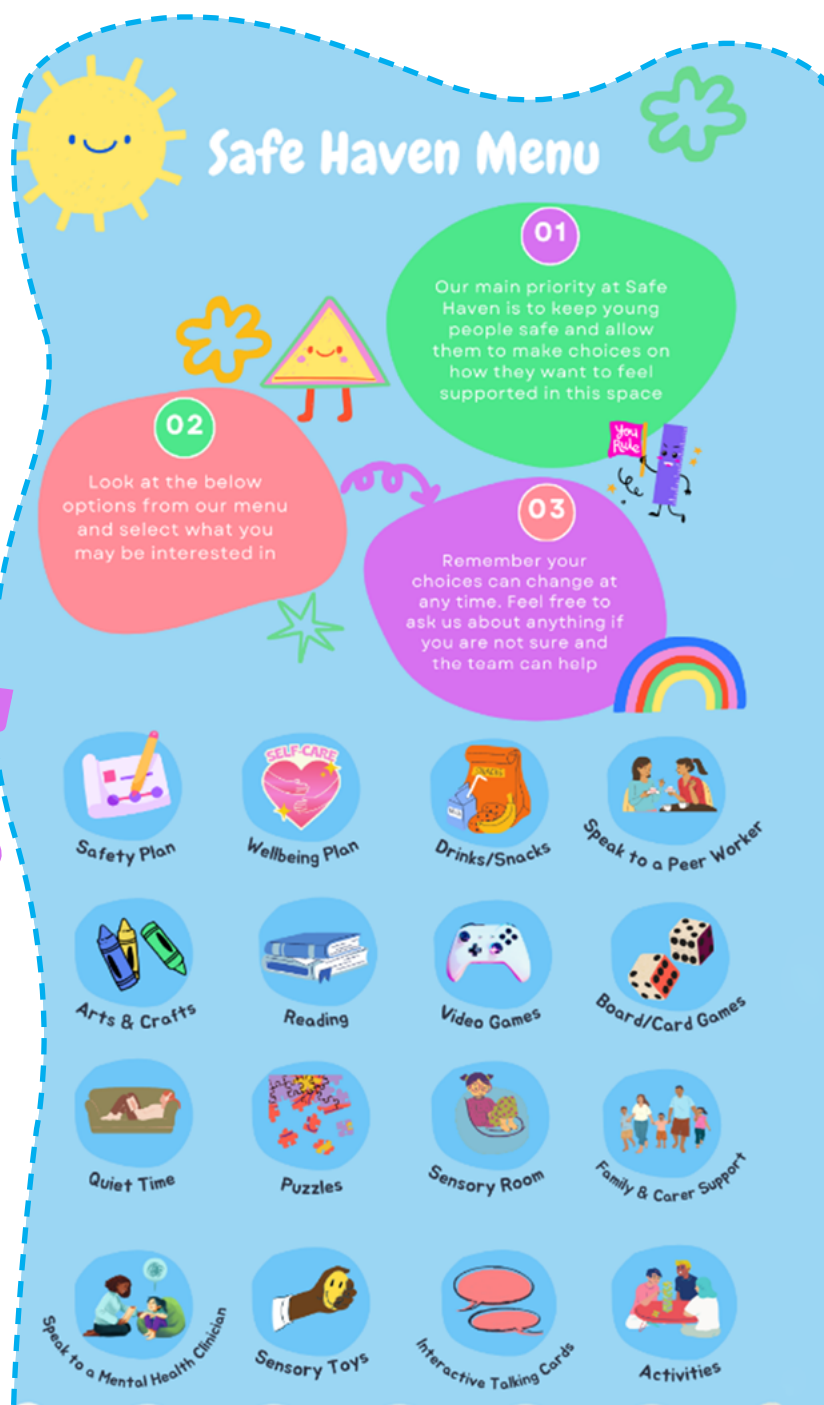 Safe Haven Menu
01
Our main priority at Safe
Haven is to keep young
people safe and allow
them to make choices on
how they want to feel
supported in this space
02
Look at the below
options from our menu
and select what you
may be interested in
You
Rule
03
Remember your
choices can change at
any time. Feel free to
ask us about anything if
you are not sure and
the team can help
Safety Plan
SELF-CARE
Wellbeing Plan
Drinks/Snacks
Speak to a Peer Worker
Arts & Crafts
Reading
Video Games
Board/Card Games
Quiet Time
Puzzles
Sensory Room
Family & Carer Support
Speak to a Mental Health Clinician
Sensory Toys
Interactive Talking Cards
Activities